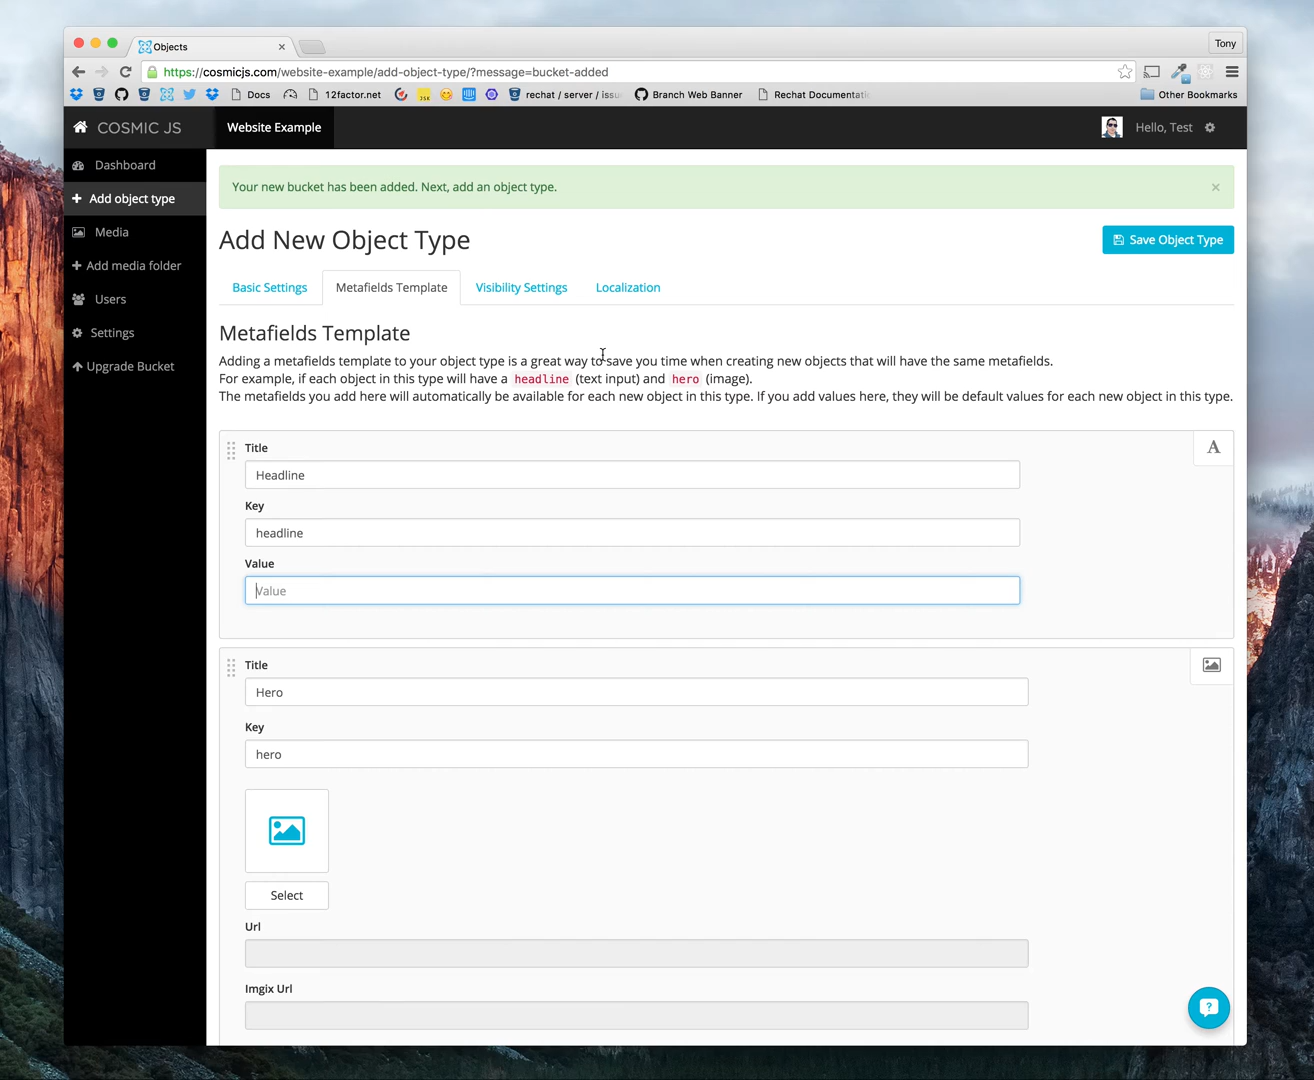 Objects
Tony
https://cosmicjs.com/website-example/add-object-type/?message=bucket-added
Docs
12factor.net
JSK
rechat / server / issu
Branch Web Banner
Rechat Documentati
Other Bookmarks
COSMIC JS
Website Example
Hello, Test
Dashboard
Add object type
Media
Add media folder
Users
Settings
Upgrade Bucket
Your new bucket has been added. Next, add an object type.
×
Add New Object Type
Save Object Type
Basic Settings
Metafields Template
Visibility Settings
Localization
Metafields Template
Adding a metafields template to your object type is a great way to save you time when creating new objects that will have the same metafields.
For example, if each object in this type will have a headline (text input) and hero (image).
The metafields you add here will automatically be available for each new object in this type. If you add values here, they will be default values for each new object in this type.
Title
A
Headline
Key
headline
Value
Value
Title
Hero
Key
hero
Select
Url
Imgix Url
?